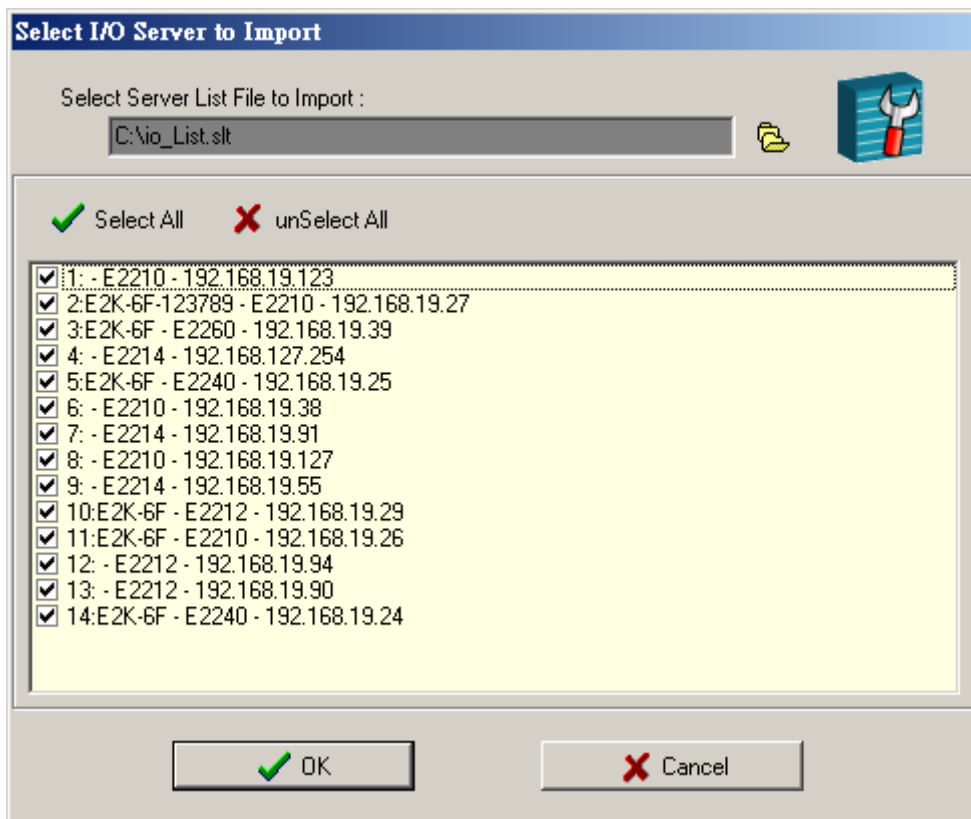 Select I/O Server to Import
Select Server List File to Import :
C:\io_List.slt
Select All unSelect All
1: - E2210 - 192.168.19.123
2:E2K-6F-123789 - E2210 - 192.168.19.27
3:E2K-6F - E2260 - 192.168.19.39
4: - E2214 - 192.168.127.254
5:E2K-6F - E2240 - 192.168.19.25
6: - E2210 - 192.168.19.38
7: - E2214 - 192.168.19.91
8: - E2210 - 192.168.19.127
9: - E2214 - 192.168.19.55
10:E2K-6F - E2212 - 192.168.19.29
11:E2K-6F - E2210 - 192.168.19.26
12: - E2212 - 192.168.19.94
13: - E2212 - 192.168.19.90
14:E2K-6F - E2240 - 192.168.19.24
OK Cancel